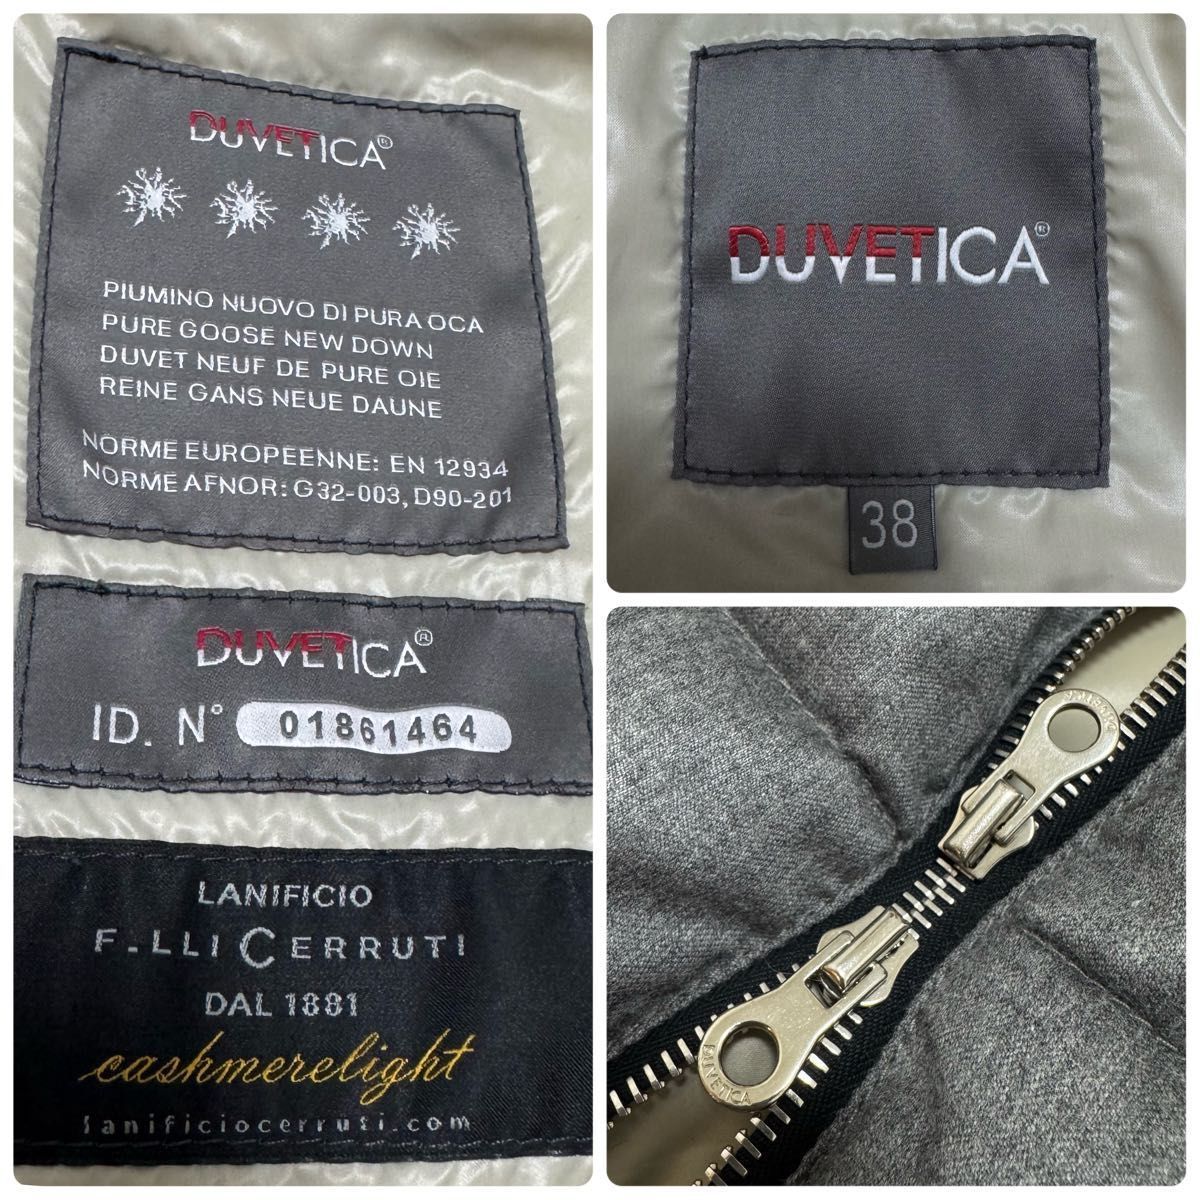 DUVETICA®
PIUMINO NUOVO DI PURA OCA
PURE GOOSE NEW DOWN
DUVET NEUF DE PURE OIE
REINE GANS NEUE DAUNE
NORME EUROPEENNE: EN 12934
NORME AFNOR: G32-003, D90-201
DUVETICA®
ID. N° 01861464
LANIFICIO
F.LLI CERRUTI
DAL 1881
cashmerelight
lanificiocerruti.com
DUVETICA®
38
DUVETICA
DUVETICA